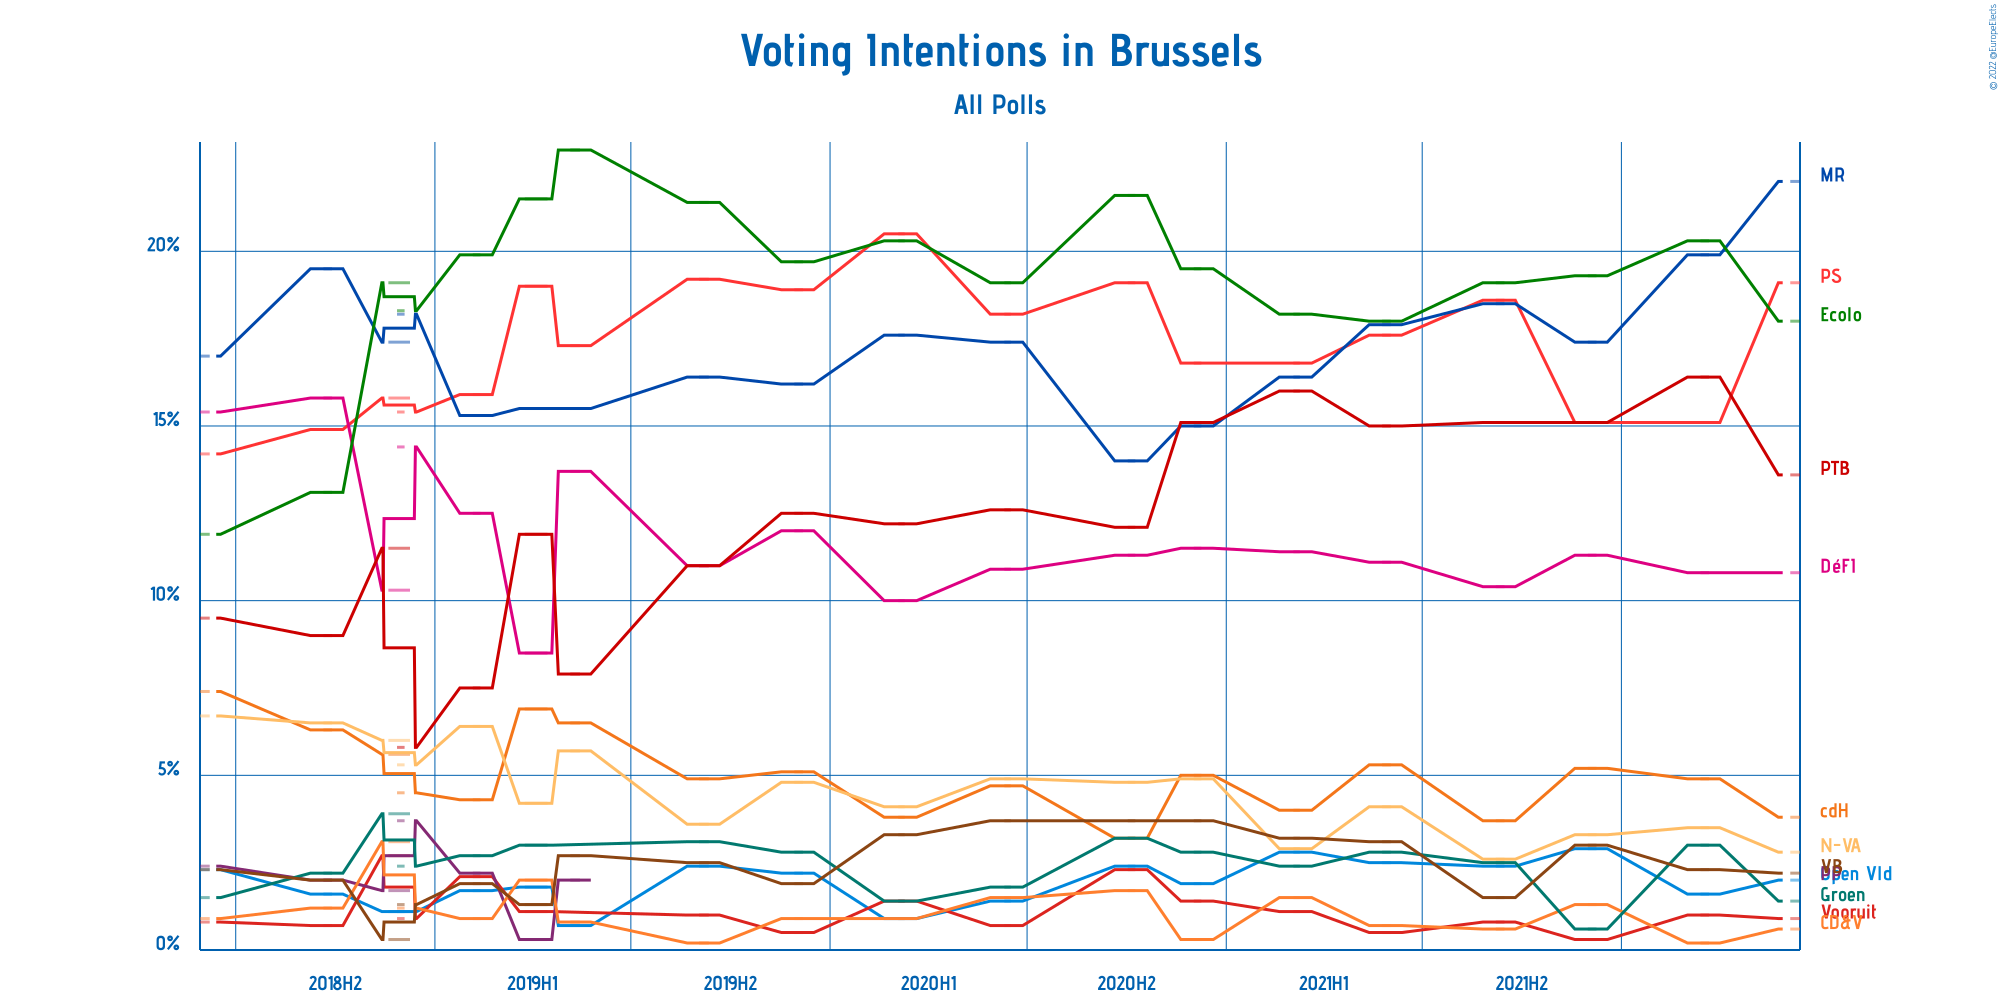 Voting Intentions in Brussels
All Polls
© 2022 @EuropeElects
20%
15%
10%
5%
0%
MR
PS
Ecolo
PTB
DéFI
cdH
N-VA
VB
Open Vld
Groen
Vooruit
CD&V
2018H2
2019H1
2019H2
2020H1
2020H2
2021H1
2021H2